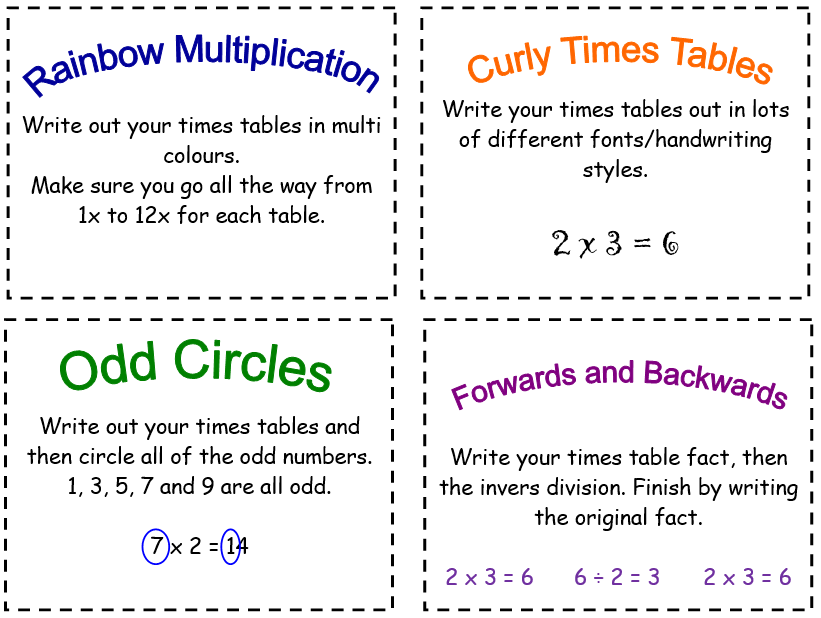 Rainbow Multiplication
Write out your times tables in multi
colours.
Make sure you go all the way from
1x to 12x for each table.
Curly Times Tables
Write your times tables out in lots
of different fonts/handwriting
styles.
2 x 3 = 6
Odd Circles
Write out your times tables and
then circle all of the odd numbers.
1, 3, 5, 7 and 9 are all odd.
7 x 2 = 14
Forwards and Backwards
Write your times table fact, then
the invers division. Finish by writing
the original fact.
2 x 3 = 6 6 ÷ 2 = 3 2 x 3 = 6